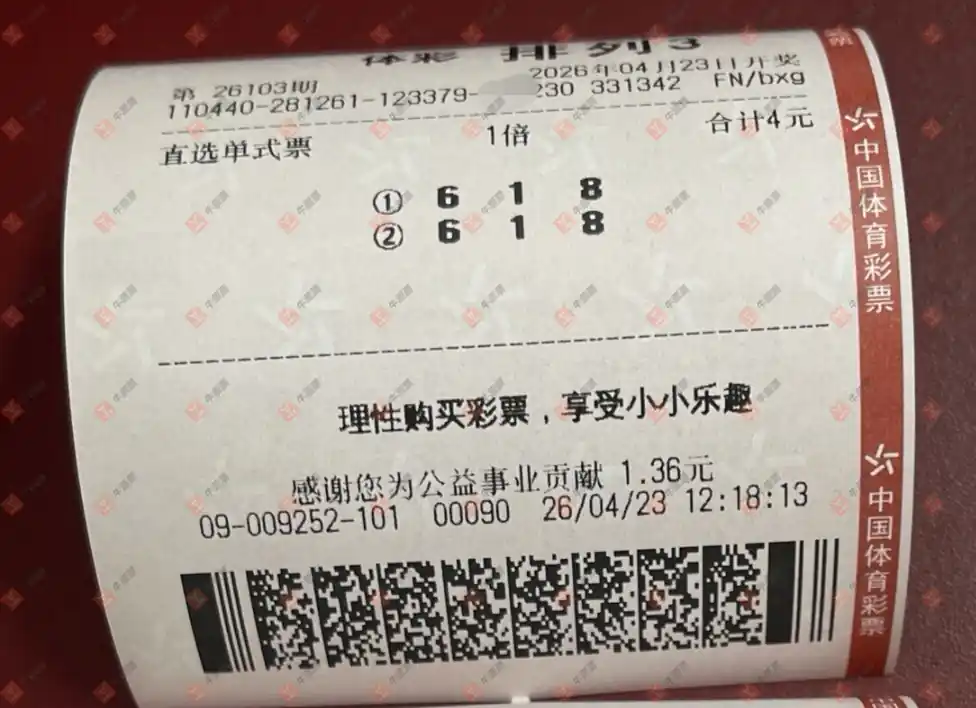 体彩 排列3
第 26103期 2026年04月23日开奖
110440-281261-123379- 230 331342 FN/bxg
直选单式票 1倍 合计4元
① 6 1 8
② 6 1 8
理性购买彩票，享受小小乐趣
感谢您为公益事业贡献 1.36元
09-009252-101 00090 26/04/23 12:18:13
中国体育彩票
中国体育彩票